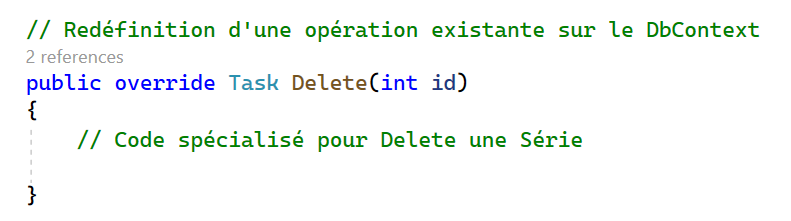 // Redéfinition d'une opération existante sur le DbContext
2 references
public override Task Delete(int id)
{
// Code spécialisé pour Delete une Série
}